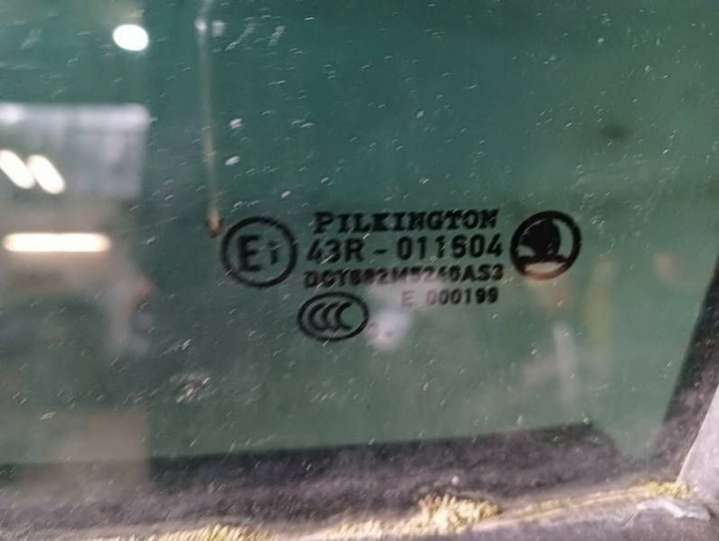 PILKINGTON
E1 43R - 011604
E 000199
CCC